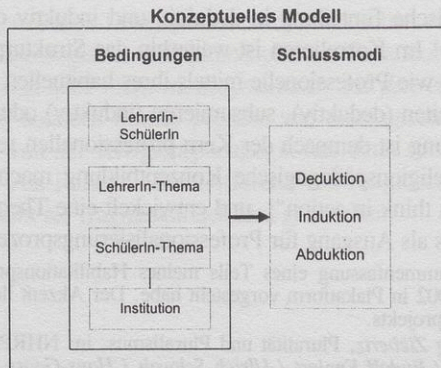 Konzeptuelles Modell
Bedingungen
Schlussmodi
LehrerIn-
SchülerIn
LehrerIn-Thema
SchülerIn-Thema
Institution
Deduktion
Induktion
Abduktion